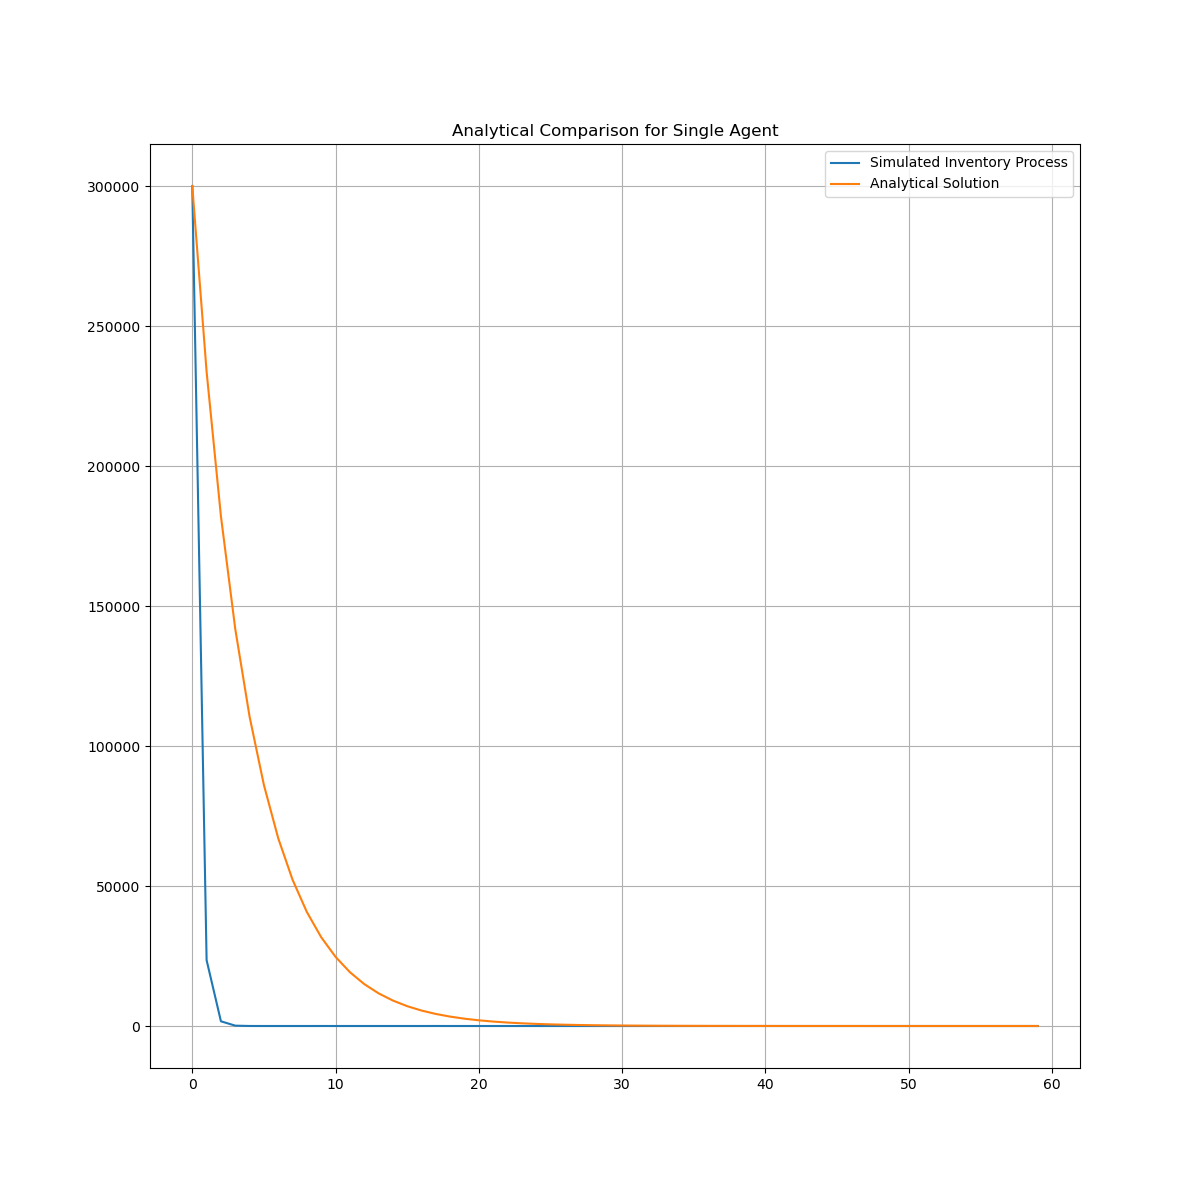 Analytical Comparison for Single Agent
Simulated Inventory Process
Analytical Solution
300000
250000
200000
150000
100000
50000
0
0 10 20 30 40 50 60